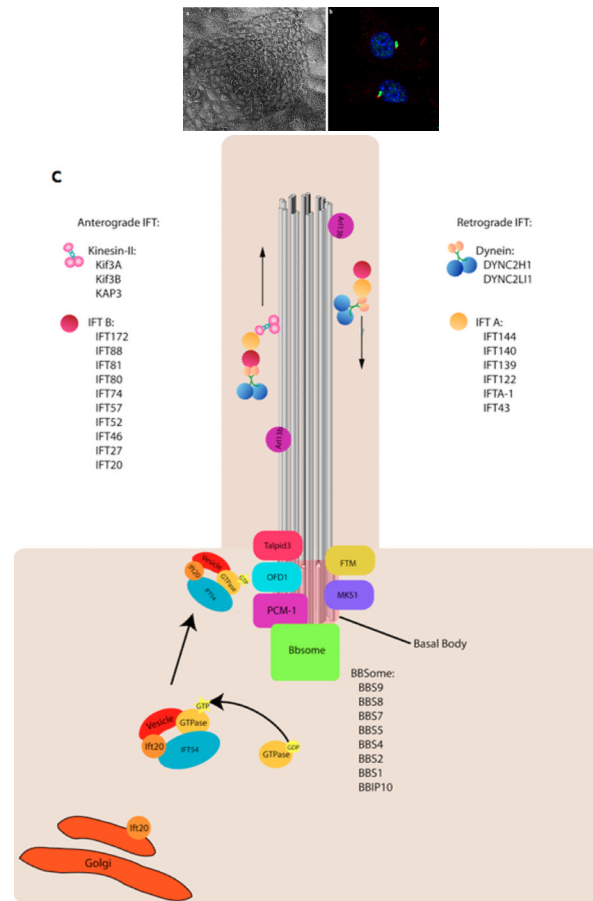 a
b
C
Anterograde IFT:
Kinesin-II:
Kif3A
Kif3B
KAP3
IFT B:
IFT172
IFT88
IFT81
IFT80
IFT74
IFT57
IFT52
IFT46
IFT27
IFT20
Retrograde IFT:
Dynein:
DYNC2H1
DYNC2LI1
IFT A:
IFT144
IFT140
IFT139
IFT122
IFTA-1
IFT43
Arl13b
Arl13b
Talpid3
OFD1
PCM-1
FTM
MKS1
Bbsome
Basal Body
Vesicle
Ift20
GTPase
GTP
IFT54
BBSome:
BBS9
BBS8
BBS7
BBS5
BBS4
BBS2
BBS1
BBIP10
GTP
Vesicle
GTPase
Ift20
IFT54
GTPase
GDP
Ift20
Golgi